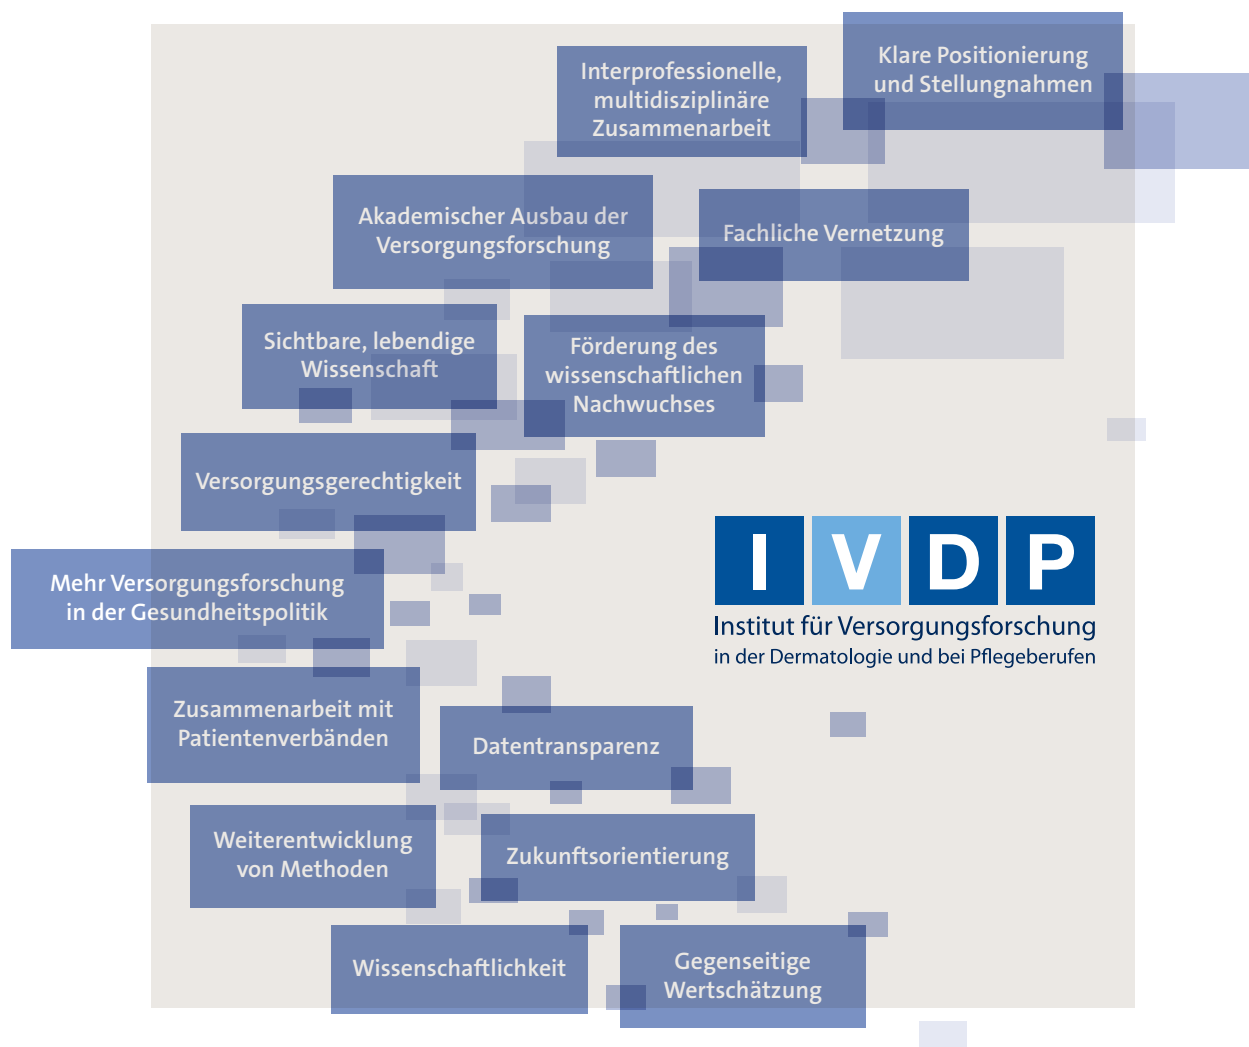 Klare Positionierung
und Stellungnahmen
Interprofessionelle,
multidisziplinäre
Zusammenarbeit
Akademischer Ausbau der
Versorgungsforschung
Fachliche Vernetzung
Sichtbare, lebendige
Wissenschaft
Förderung des
wissenschaftlichen
Nachwuchses
Versorgungsgerechtigkeit
IVDP
Institut für Versorgungsforschung
in der Dermatologie und bei Pflegeberufen
Mehr Versorgungsforschung
in der Gesundheitspolitik
Zusammenarbeit mit
Patientenverbänden
Datentransparenz
Weiterentwicklung
von Methoden
Zukunftsorientierung
Wissenschaftlichkeit
Gegenseitige
Wertschätzung